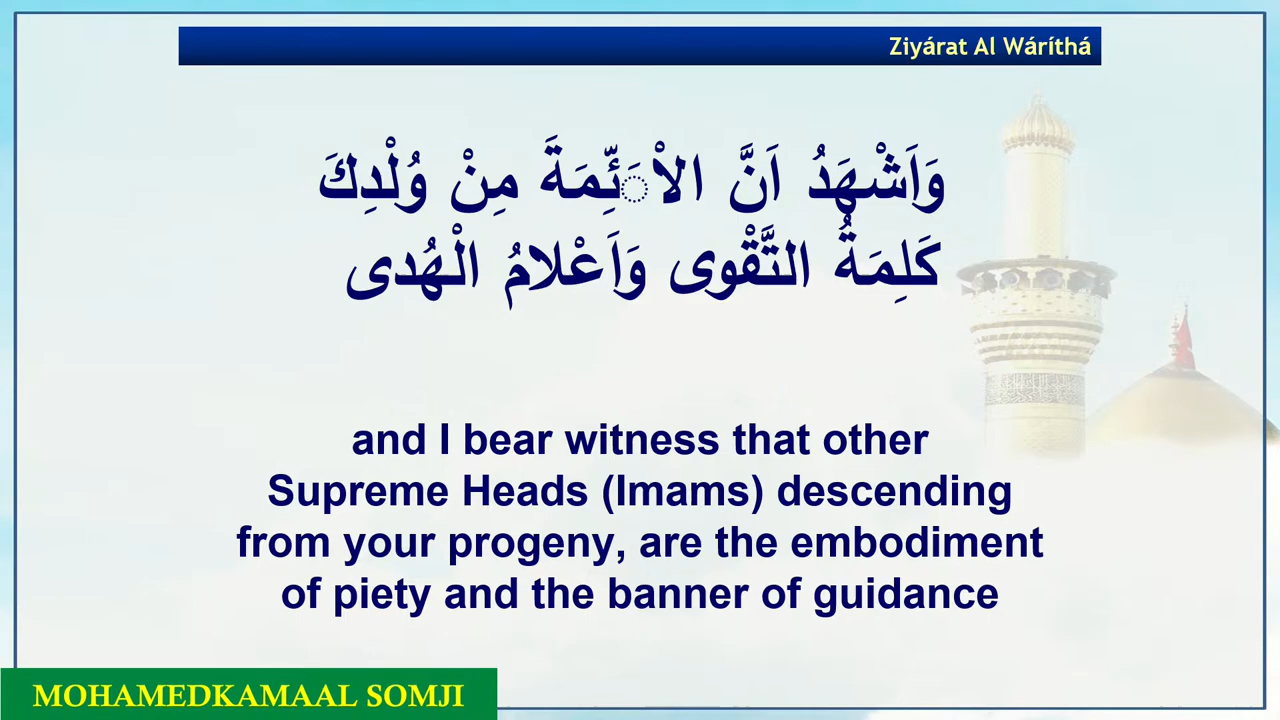 Ziyárat Al Wáríthá
وَاَشْهَدُ اَنَّ الاَْئِّمَةَ مِنْ وُلْدِكَ
كَلِمَةُ التَّقْوى وَاَعْلامُ الْهُدى
and I bear witness that other
Supreme Heads (Imams) descending
from your progeny, are the embodiment
of piety and the banner of guidance
MOHAMEDKAMAAL SOMJI